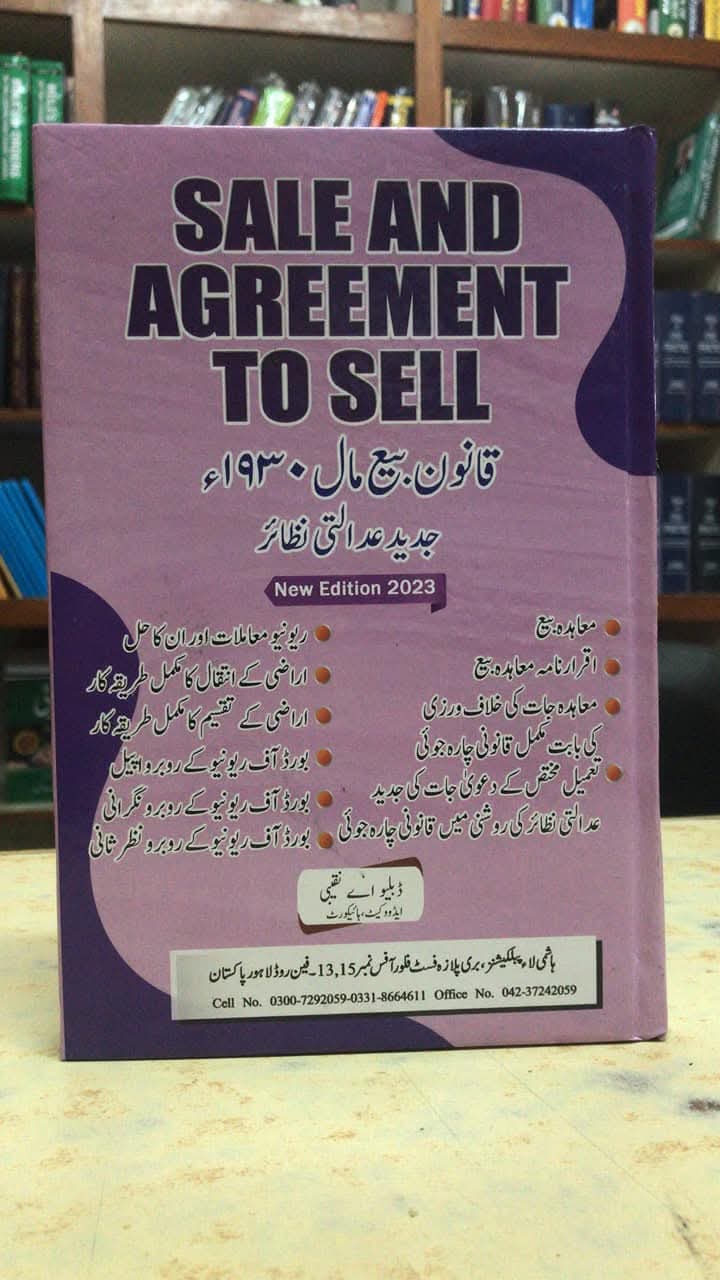 SALE AND
AGREEMENT
TO SELL
قانون بیع مال ۱۹۳۰ء
جدید عدالتی نظائر
New Edition 2023
معاہدہ بیع
اقرار نامہ معاہدہ بیع
معاہدہ جات کی خلاف ورزی
کی بابت مکمل قانونی چارہ جوئی
تعمیل مختص کے دعویٰ جات کی جدید
عدالتی نظائر کی روشنی میں قانونی چارہ جوئی
ریونیو معاملات اور ان کا حل
اراضی کے انتقال کا مکمل طریقہ کار
اراضی کے تقسیم کا مکمل طریقہ کار
بورڈ آف ریونیو کے روبرو اپیل
بورڈ آف ریونیو کے روبرو نگرانی
بورڈ آف ریونیو کے روبرو نظر ثانی
ڈبلیو اے نقیبی
ایڈووکیٹ، ہائیکورٹ
ہاشمی لاء پبلکیشنز، بری پلازہ فسٹ فلور آفس نمبر 13,15۔ فین روڈ لاہور پاکستان
Cell No. 0300-7292059-0331-8664611 Office No. 042-37242059